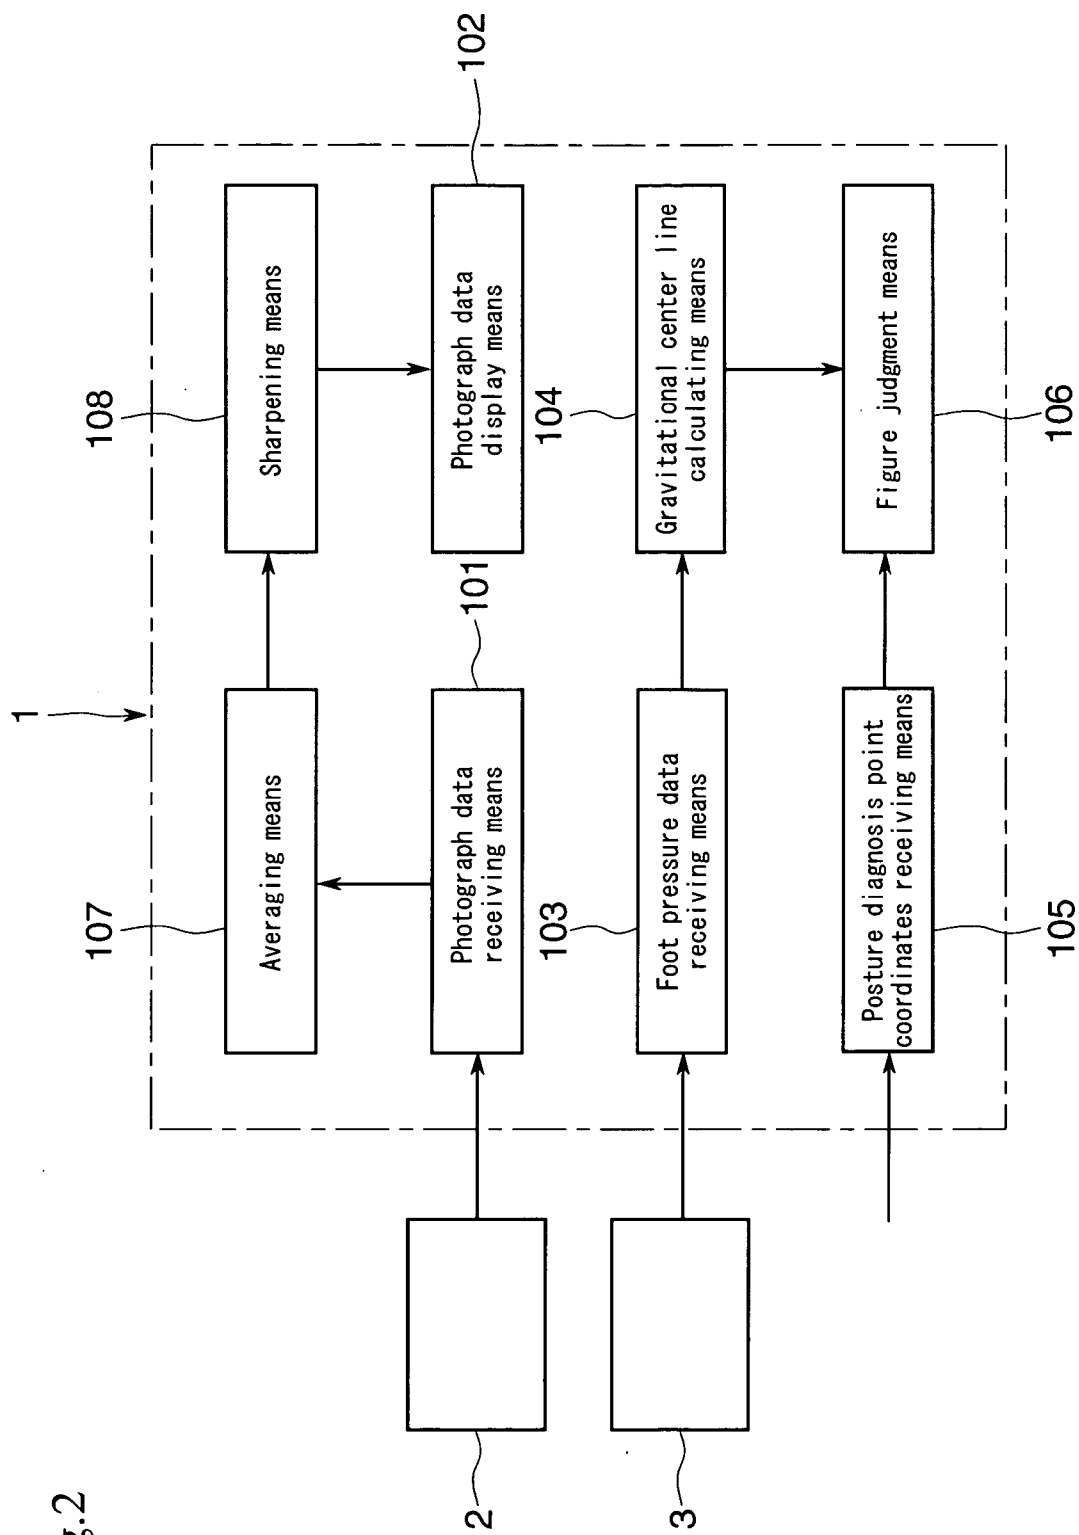 g.2
1
107
Averaging means
108
Sharpening means
2
Photograph data
receiving means
101
Photograph data
display means
102
3
103
Foot pressure data
receiving means
104
Gravitational center line
calculating means
Posture diagnosis point
coordinates receiving means
105
Figure judgment means
106